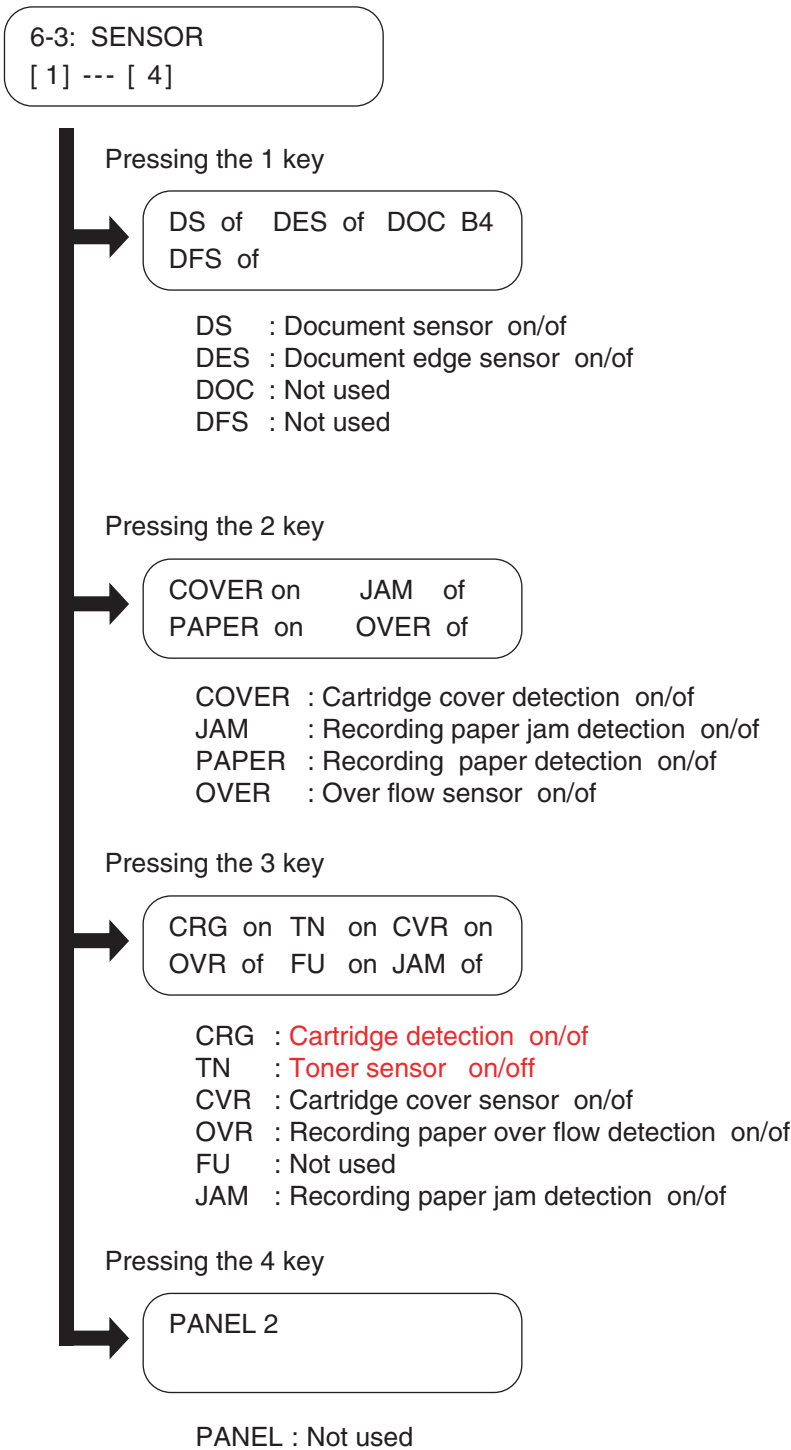 6-3: SENSOR
[ 1] --- [ 4]
Pressing the 1 key
DS of DES of DOC B4
DFS of
DS : Document sensor on/of
DES : Document edge sensor on/of
DOC : Not used
DFS : Not used
Pressing the 2 key
COVER on JAM of
PAPER on OVER of
COVER : Cartridge cover detection on/of
JAM : Recording paper jam detection on/of
PAPER : Recording paper detection on/of
OVER : Over flow sensor on/of
Pressing the 3 key
CRG on TN on CVR on
OVR of FU on JAM of
CRG : Cartridge detection on/of
TN : Toner sensor on/off
CVR : Cartridge cover sensor on/of
OVR : Recording paper over flow detection on/of
FU : Not used
JAM : Recording paper jam detection on/of
Pressing the 4 key
PANEL 2
PANEL : Not used